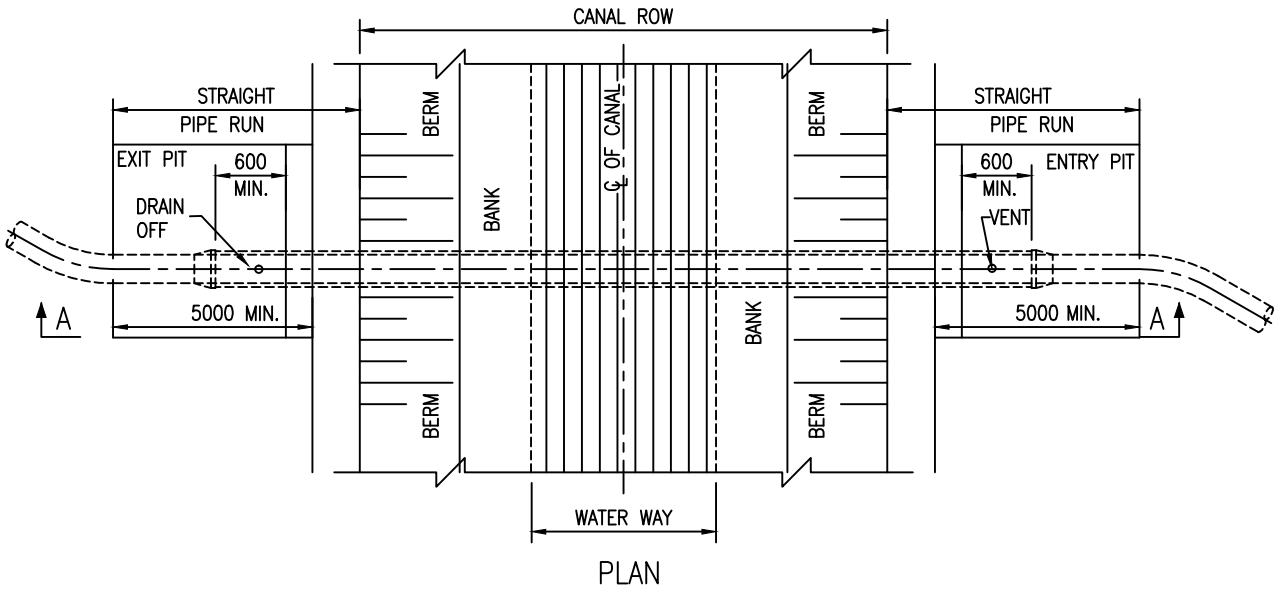 CANAL ROW
STRAIGHT
PIPE RUN
STRAIGHT
PIPE RUN
BERM
BERM
℄ OF CANAL
EXIT PIT
600
MIN.
600
MIN.
ENTRY PIT
DRAIN
OFF
BANK
VENT
A
5000 MIN.
BANK
5000 MIN.
A
BERM
BERM
WATER WAY
PLAN